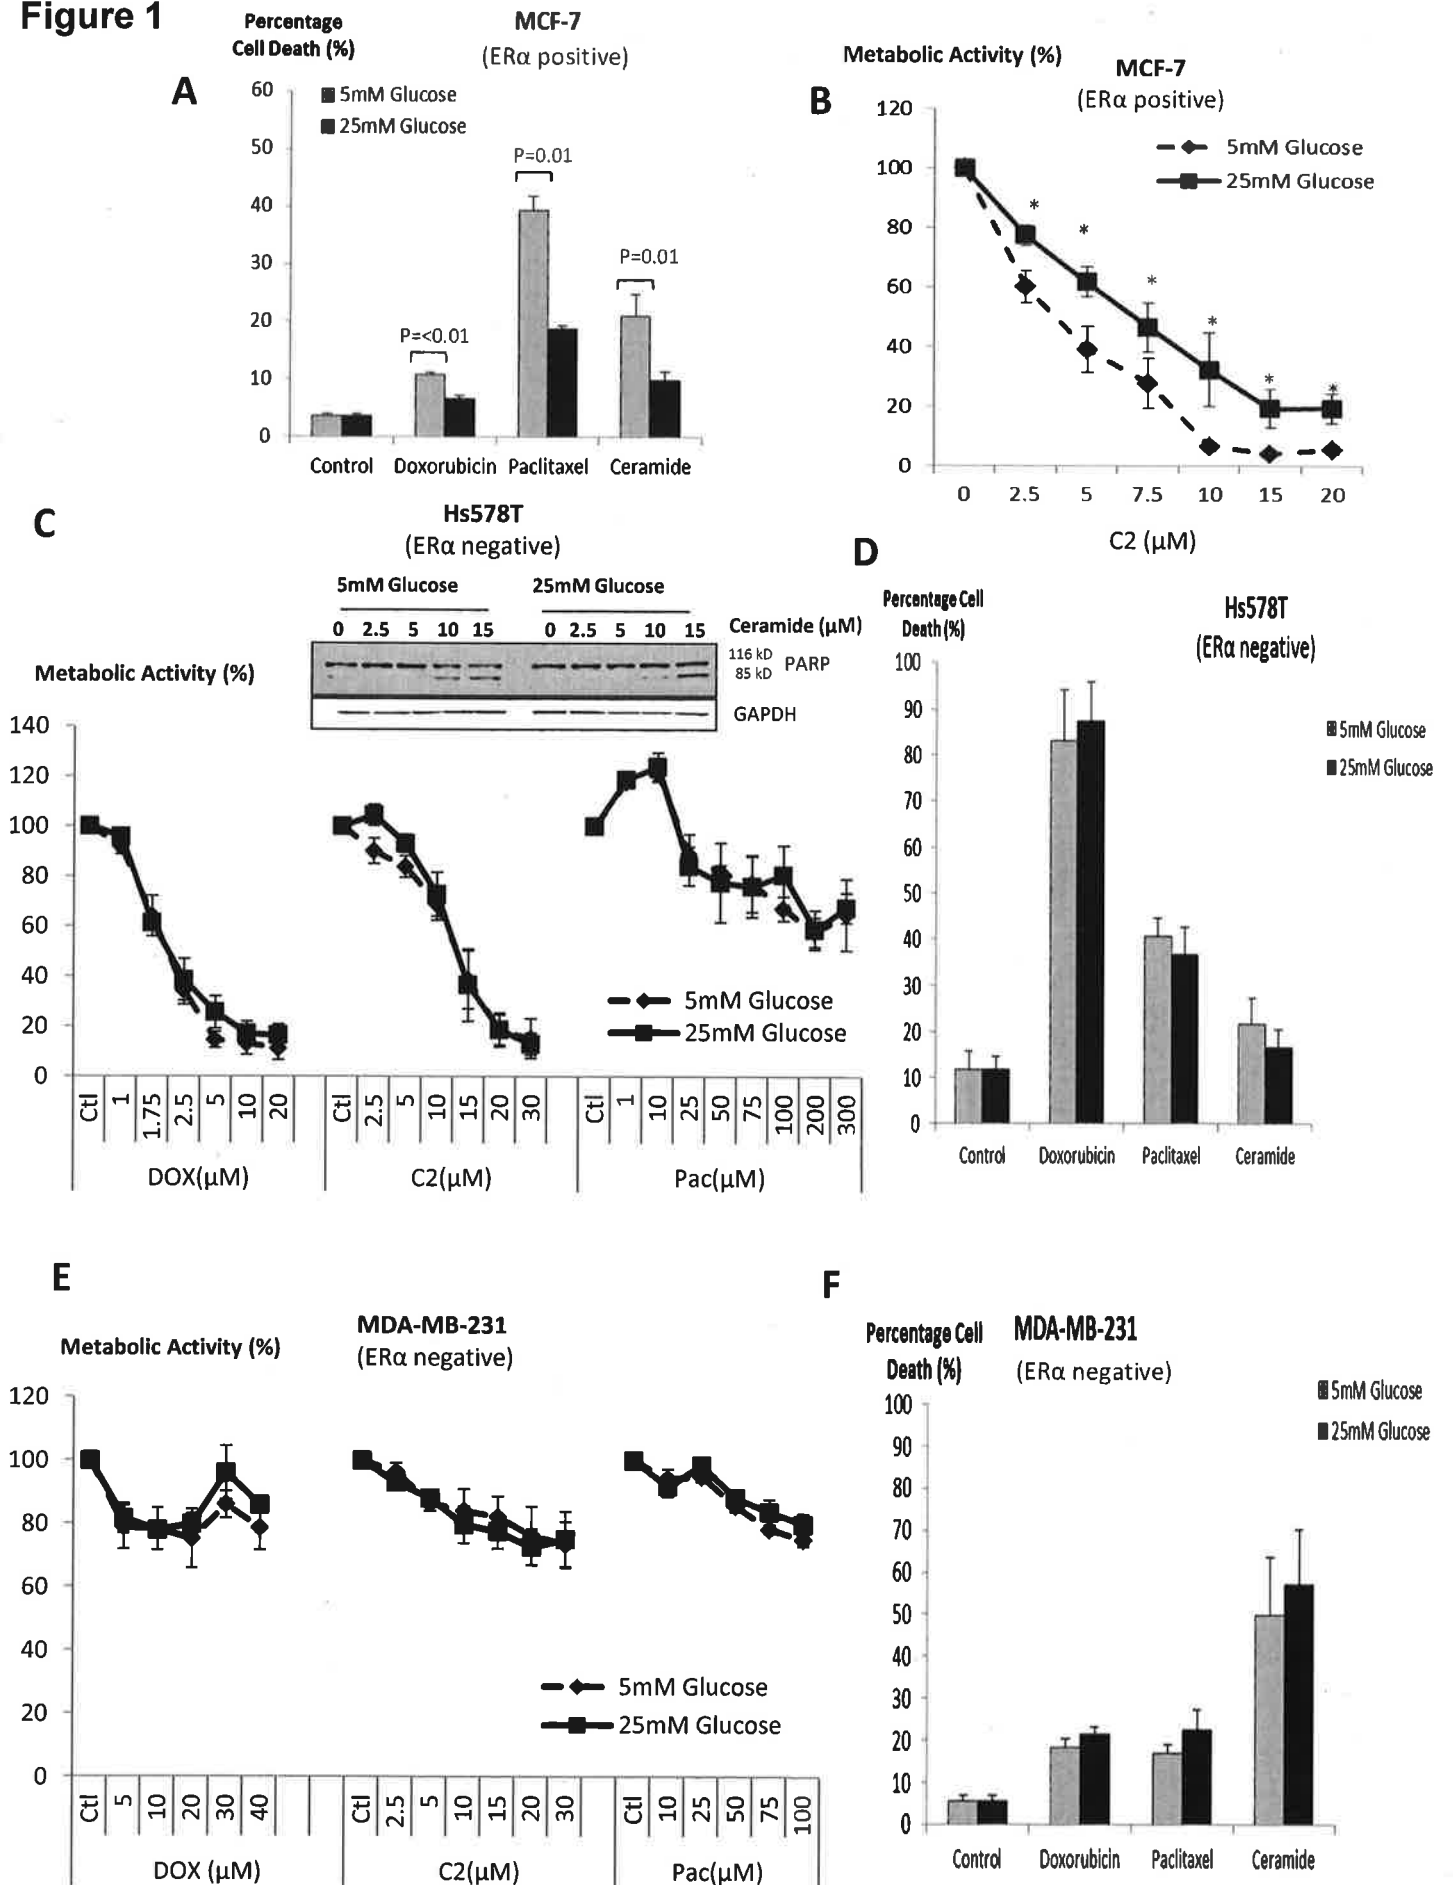 Figure 1
A
Percentage
Cell Death (%)
MCF-7
(ERα positive)
5mM Glucose
25mM Glucose
60
50
40
30
20
10
0
P=<0.01
P=0.01
P=0.01
Control Doxorubicin Paclitaxel Ceramide
B
Metabolic Activity (%)
MCF-7
(ERα positive)
5mM Glucose
25mM Glucose
120
100
80
60
40
20
0
* * * * * *
0 2.5 5 7.5 10 15 20
C2 (µM)
C
Hs578T
(ERα negative)
5mM Glucose 25mM Glucose
0 2.5 5 10 15 0 2.5 5 10 15 Ceramide (µM)
116 kD
85 kD
PARP
GAPDH
Metabolic Activity (%)
140
120
100
80
60
40
20
0
5mM Glucose
25mM Glucose
Ctl 1 1.75 2.5 5 10 20 Ctl 2.5 5 10 15 20 30 Ctl 1 10 25 50 75 100 200 300
DOX(µM) C2(µM) Pac(µM)
D
Percentage Cell
Death (%)
Hs578T
(ERα negative)
5mM Glucose
25mM Glucose
100
90
80
70
60
50
40
30
20
10
0
Control Doxorubicin Paclitaxel Ceramide
E
Metabolic Activity (%)
MDA-MB-231
(ERα negative)
120
100
80
60
40
20
0
5mM Glucose
25mM Glucose
Ctl 5 10 20 30 40 Ctl 2.5 5 10 15 20 30 Ctl 10 25 50 75 100
DOX (µM) C2(µM) Pac(µM)
F
Percentage Cell
Death (%)
MDA-MB-231
(ERα negative)
5mM Glucose
25mM Glucose
100
90
80
70
60
50
40
30
20
10
0
Control Doxorubicin Paclitaxel Ceramide